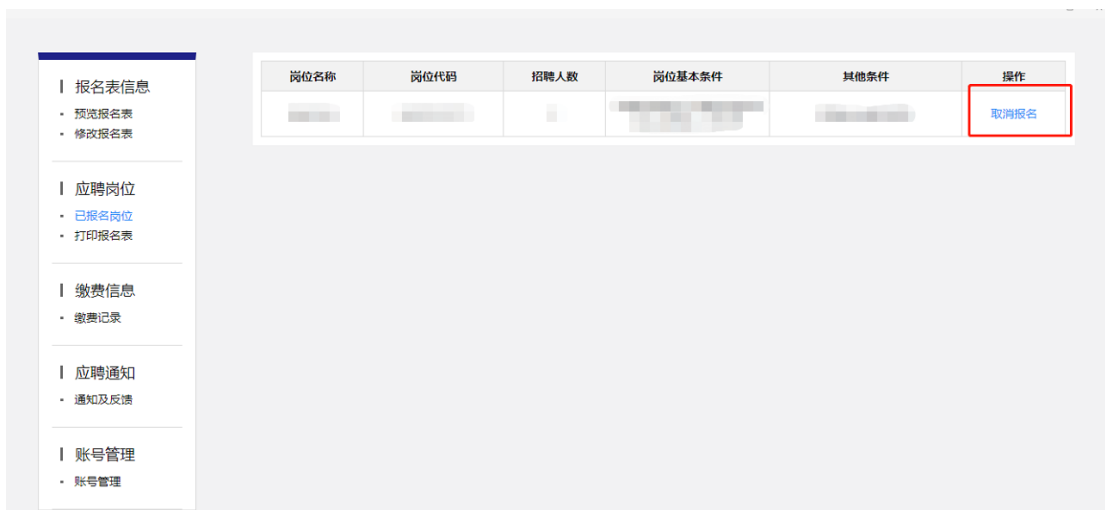 报名表信息
预览报名表
修改报名表
应聘岗位
已报名岗位
打印报名表
缴费信息
缴费记录
应聘通知
通知及反馈
账号管理
账号管理
岗位名称 岗位代码 招聘人数 岗位基本条件 其他条件 操作
取消报名